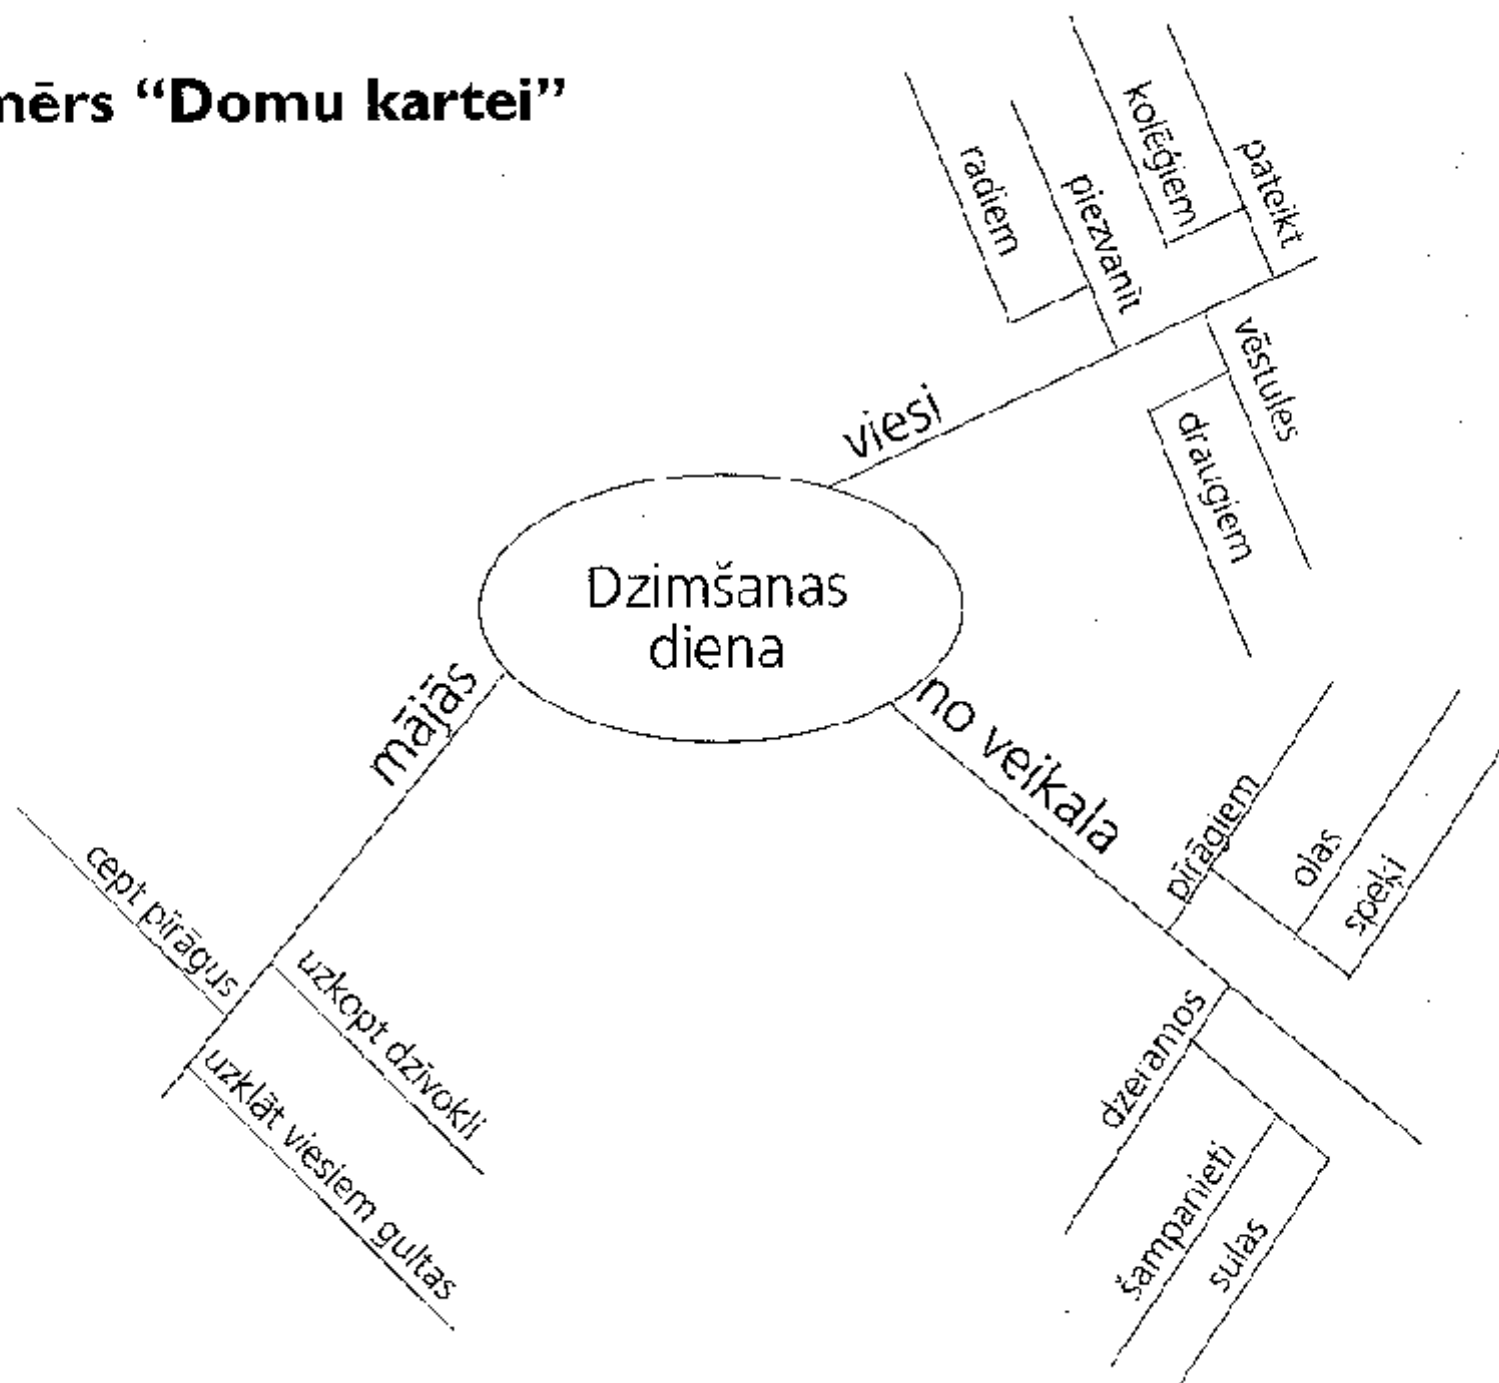 mērs “Domu kartei”
kolēģiem
pateikt
radiem
piezvanīt
vēstules
draugiem
viesi
Dzimšanas
diena
mājās
no veikala
pīrāgiem
olas
speķi
cept pīrāgus
uzkopt dzīvokli
uzklāt viesiem gultas
dzeramos
šampanieti
sulas